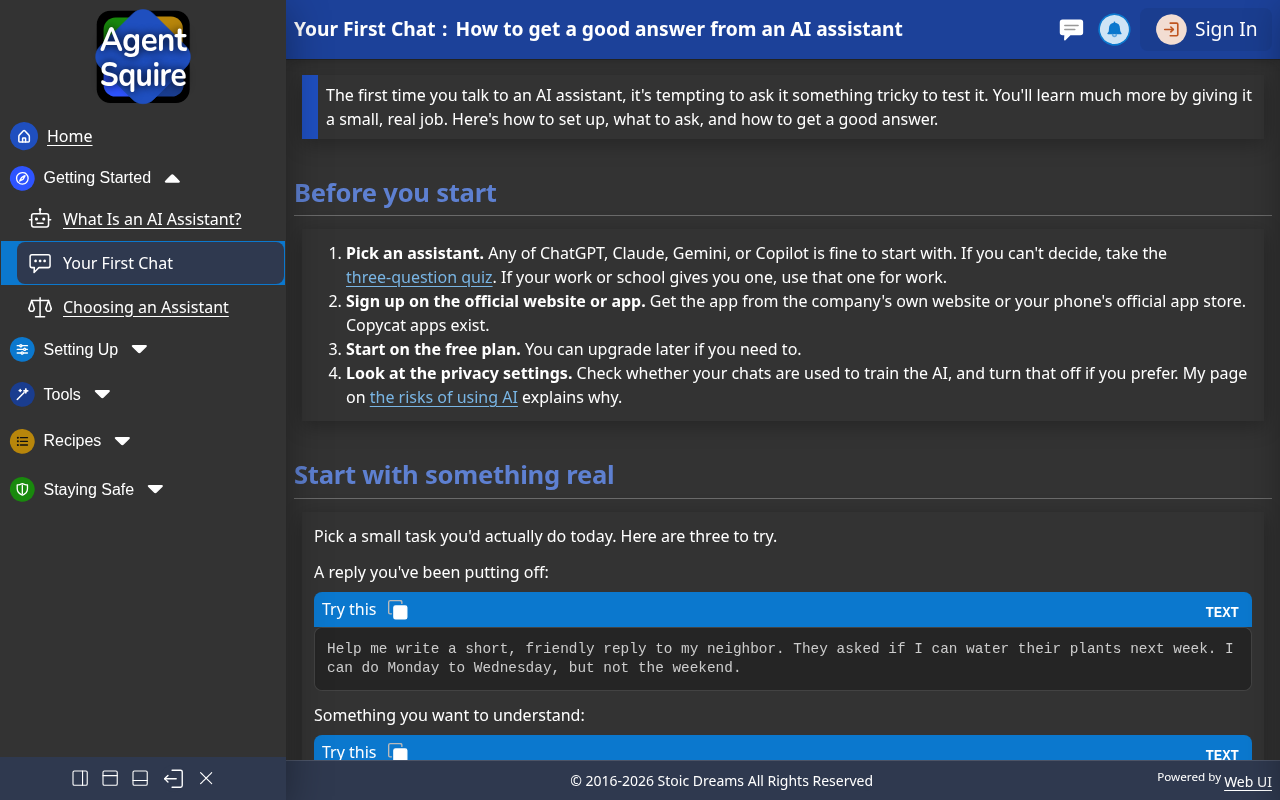 Agent
Squire
Home
Getting Started
What Is an AI Assistant?
Your First Chat
Choosing an Assistant
Setting Up
Tools
Recipes
Staying Safe
Your First Chat : How to get a good answer from an AI assistant
Sign In
The first time you talk to an AI assistant, it's tempting to ask it something tricky to test it. You'll learn much more by giving it
a small, real job. Here's how to set up, what to ask, and how to get a good answer.
Before you start
1. Pick an assistant. Any of ChatGPT, Claude, Gemini, or Copilot is fine to start with. If you can't decide, take the
three-question quiz. If your work or school gives you one, use that one for work.
2. Sign up on the official website or app. Get the app from the company's own website or your phone's official app store.
Copycat apps exist.
3. Start on the free plan. You can upgrade later if you need to.
4. Look at the privacy settings. Check whether your chats are used to train the AI, and turn that off if you prefer. My page
on the risks of using AI explains why.
Start with something real
Pick a small task you'd actually do today. Here are three to try.
A reply you've been putting off:
Try this TEXT
Help me write a short, friendly reply to my neighbor. They asked if I can water their plants next week. I
can do Monday to Wednesday, but not the weekend.
Something you want to understand:
Try this TEXT
© 2016-2026 Stoic Dreams All Rights Reserved
Powered by Web UI